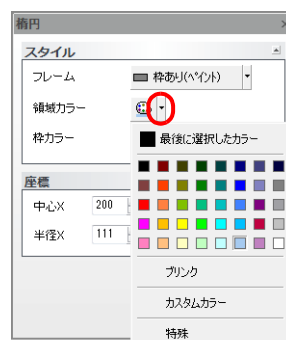 楕円
スタイル
フレーム 枠あり(ペイント)
領域カラー
枠カラー
最後に選択したカラー
座標
中心X 200
半径X 111
ブリンク
カスタムカラー
特殊